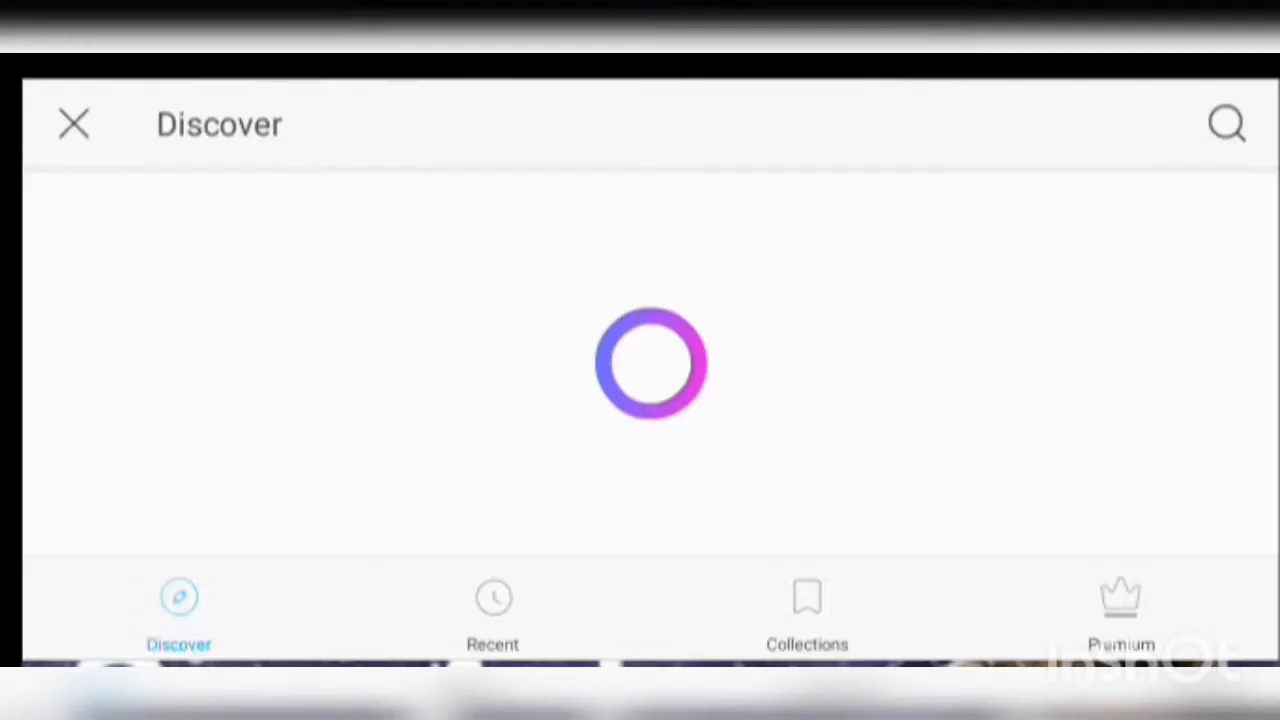 Discover
Discover
Recent
Collections
Premium
InShOt